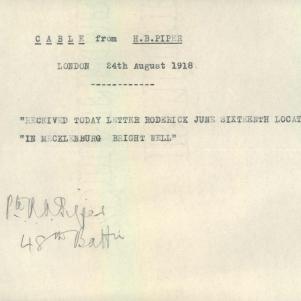 CABLE from H.B.PIPER
LONDON 24th August 1918.
"RECEIVED TODAY LETTER RODERICK JUNE SIXTEENTH LOCAT
"IN MECKLENBURG BRIGHT WELL"
Pte R. Piper
48th Battn